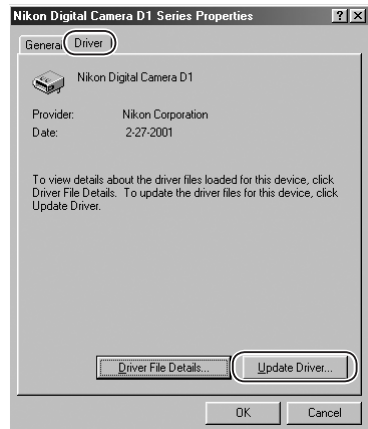 Nikon Digital Camera D1 Series Properties
General Driver
Nikon Digital Camera D1
Provider: Nikon Corporation
Date: 2-27-2001
To view details about the driver files loaded for this device, click
Driver File Details. To update the driver files for this device, click
Update Driver.
Driver File Details... Update Driver...
OK Cancel